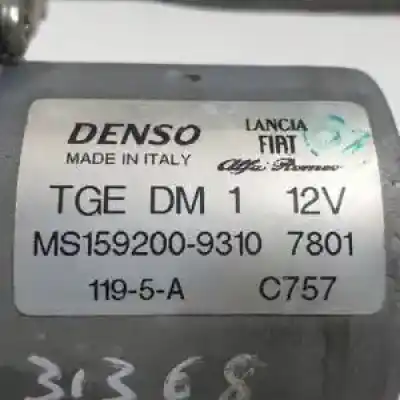 DENSO
MADE IN ITALY
LANCIA
FIAT
Alfa Romeo
TGE DM 1 12V
MS159200-9310 7801
119-5-A C757
31368